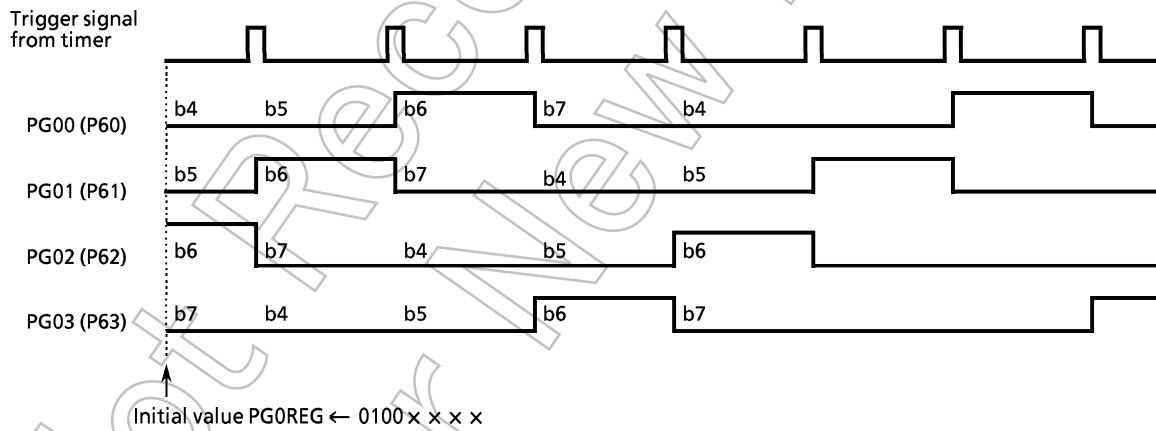 Trigger signal
from timer
PG00 (P60) b4 b5 b6 b7 b4
PG01 (P61) b5 b6 b7 b4 b5
PG02 (P62) b6 b7 b4 b5 b6
PG03 (P63) b7 b4 b5 b6 b7
Initial value PG0REG ← 0100 × × × ×